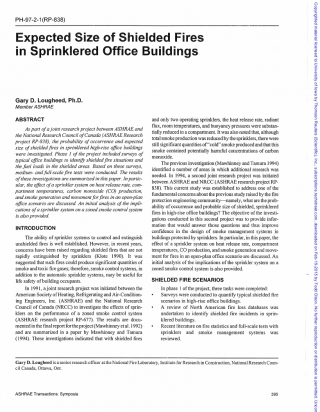 PH-97-2-1(RP-838)
Expected Size of Shielded Fires
in Sprinklered Office Buildings
Gary D. Lougheed, Ph.D.
Member ASHRAE
ABSTRACT
As part of a joint research project between ASHRAE and
the National Research Council of Canada (ASHRAE Research
project RP-838), the probability of occurrence and expected
size of shielded fires in sprinklered high-rise office buildings
were investigated. Phase 1 of the project included surveys of
typical office buildings to identify shielded fire situations and
the fuel loads in the shielded areas. Based on these surveys,
medium- and full-scale fire tests were conducted. The results
of these investigations are summarized in this paper. In partic-
ular, the effect of a sprinkler system on heat release rate, com-
partment temperatures, carbon monoxide (CO) production,
and smoke generation and movement for fires in an open-plan
office scenario are discussed. An initial analysis of the impli-
cations of a sprinkler system on a zoned smoke control system
is also provided.
INTRODUCTION
The ability of sprinkler systems to control and extinguish
unshielded fires is well established. However, in recent years,
concerns have been raised regarding shielded fires that are not
rapidly extinguished by sprinklers (Klote 1990). It was
suggested that such fires could produce significant quantities of
smoke and toxic fire gases; therefore, smoke control systems, in
addition to the automatic sprinkler systems, may be useful for
life safety of building occupants.
In 1991, a joint research project was initiated between the
American Society of Heating, Refrigerating and Air-Condition-
ing Engineers, Inc. (ASHRAE) and the National Research
Council of Canada (NRCC) to investigate the effects of sprin-
klers on the performance of a zoned smoke control system
(ASHRAE research project RP-677). The results are docu-
mented in the final report for the project (Mawhinney et al. 1992)
and are summarized in a paper by Mawhinney and Tamura
(1994). These investigations indicated that with shielded fires
and only two operating sprinklers, the heat release rate, radiant
flux, room temperatures, and buoyancy pressures were substan-
tially reduced in a compartment. It was also noted that, although
total smoke production was reduced by the sprinklers, there were
still significant quantities of "cold" smoke produced and that this
smoke contained potentially harmful concentrations of carbon
monoxide.
The previous investigation (Mawhinney and Tamura 1994)
identified a number of areas in which additional research was
needed. In 1994, a second joint research project was initiated
between ASHRAE and NRCC (ASHRAE research project RP-
838). This current study was established to address one of the
fundamental concerns about the previous study raised by the fire
protection engineering community—namely, what are the prob-
ability of occurrence and probable size of shielded, sprinklered
fires in high-rise office buildings? The objective of the investi-
gations conducted in this second project was to provide infor-
mation that would answer those questions and thus improve
confidence in the design of smoke management systems in
buildings protected by sprinklers. In particular, in this paper, the
effect of a sprinkler system on heat release rate, compartment
temperatures, CO production, and smoke generation and move-
ment for fires in an open-plan office scenario are discussed. An
initial analysis of the implications of the sprinkler system on a
zoned smoke control system is also provided.
SHIELDED FIRE SCENARIOS
In phase 1 of the project, these tasks were completed:
• Surveys were conducted to quantify typical shielded fire
scenarios in high-rise office buildings.
• A review of North American fire loss databases was
undertaken to identify shielded fire incidents in sprin-
klered buildings.
• Recent literature on fire statistics and full-scale tests with
sprinklers and smoke management systems was
reviewed.
Gary D. Lougheed is a senior research officer at the National Fire Laboratory, Institute for Research in Construction, National Research Coun-
cil Canada, Ottawa, Ont.
ASHRAE Transactions: Symposia